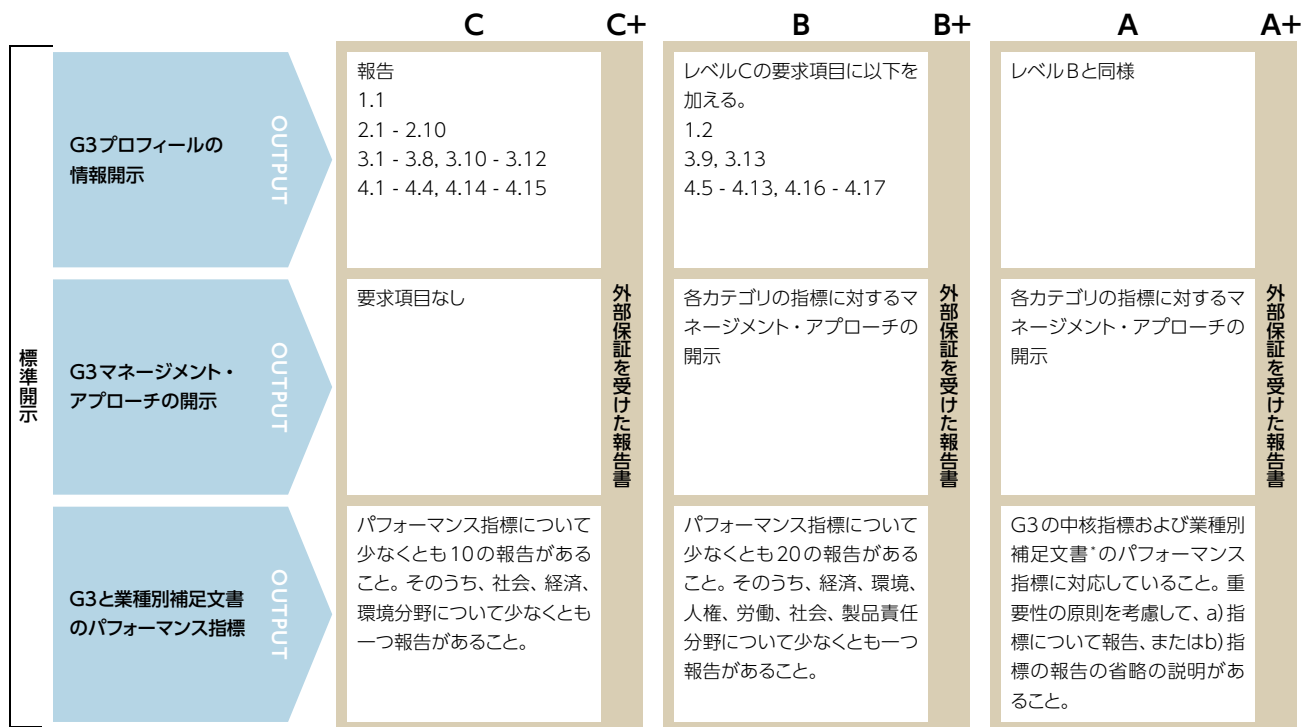 C
C+
B
B+
A
A+
標準開示
G3プロフィールの
情報開示
OUTPUT
報告
1.1
2.1 - 2.10
3.1 - 3.8, 3.10 - 3.12
4.1 - 4.4, 4.14 - 4.15
レベルCの要求項目に以下を
加える。
1.2
3.9, 3.13
4.5 - 4.13, 4.16 - 4.17
レベルBと同様
G3マネージメント・
アプローチの開示
OUTPUT
要求項目なし
外部保証を受けた報告書
各カテゴリの指標に対するマ
ネージメント・アプローチの
開示
外部保証を受けた報告書
各カテゴリの指標に対するマ
ネージメント・アプローチの
開示
外部保証を受けた報告書
G3と業種別補足文書
のパフォーマンス指標
OUTPUT
パフォーマンス指標について
少なくとも10の報告があるこ
と。そのうち、社会、経済、
環境分野について少なくとも
一つ報告があること。
パフォーマンス指標について
少なくとも20の報告があるこ
と。そのうち、経済、環境、
人権、労働、社会、製品責任
分野について少なくとも一つ
報告があること。
G3の中核指標および業種別
補足文書*のパフォーマンス
指標に対応していること。重
要性の原則を考慮して、a)指
標について報告、またはb)指
標の報告の省略の説明があ
ること。